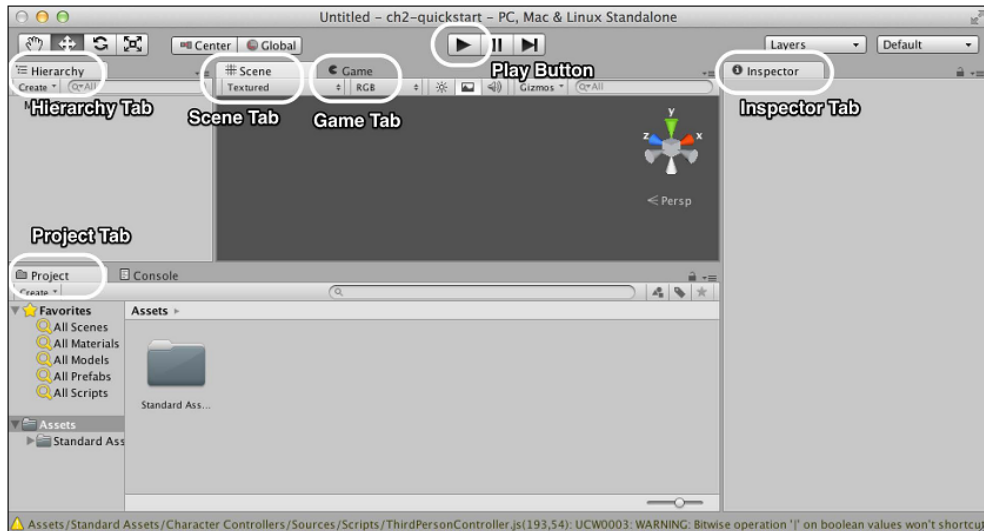 Untitled – ch2-quickstart – PC, Mac & Linux Standalone
Center Global
Layers Default
Hierarchy
Scene
Game
Play Button
Inspector
Create All
Textured RGB Gizmos All
Hierarchy Tab
Scene Tab
Game Tab
Inspector Tab
y
z x
Persp
Project Tab
Project
Console
Create
Favorites
All Scenes
All Materials
All Models
All Prefabs
All Scripts
Assets
Standard Ass
Assets
Standard Ass...
Assets/Standard Assets/Character Controllers/Sources/Scripts/ThirdPersonController.js(193,54): UCW0003: WARNING: Bitwise operation '|' on boolean values won't shortcut